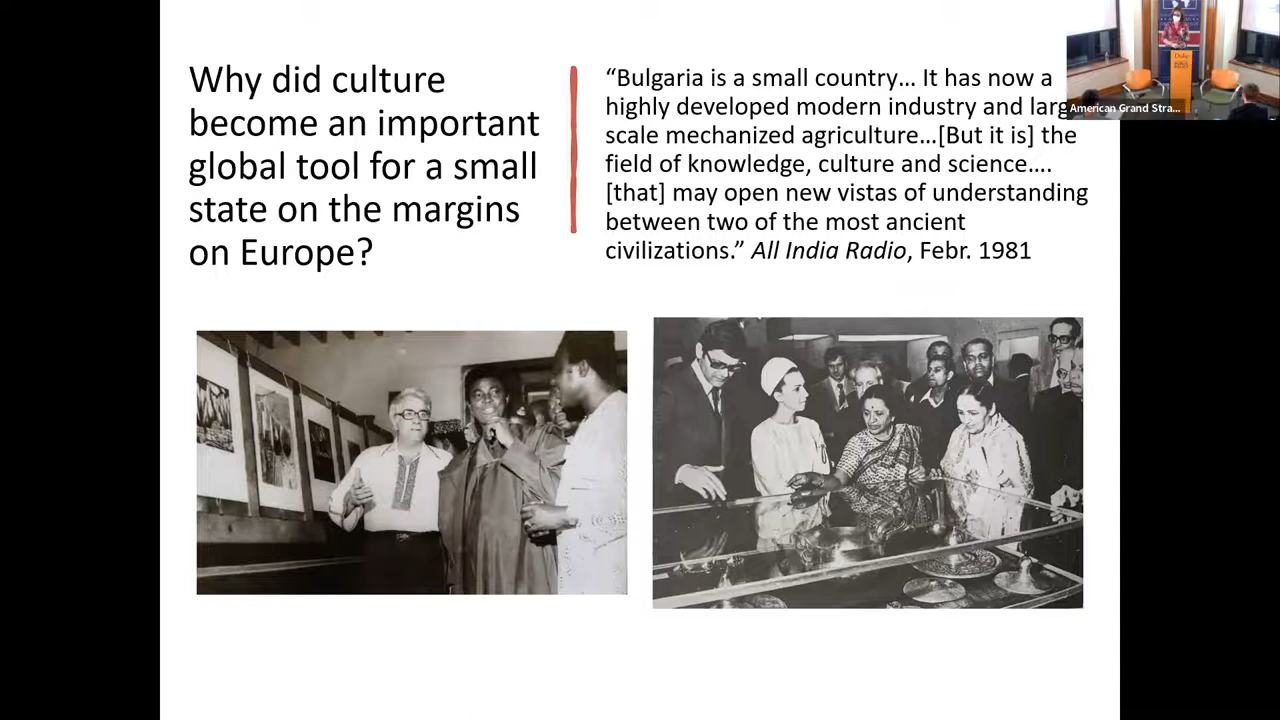 Why did culture
become an important
global tool for a small
state on the margins
on Europe?
“Bulgaria is a small country… It has now a
highly developed modern industry and larg
scale mechanized agriculture…[But it is] the
field of knowledge, culture and science….
[that] may open new vistas of understanding
between two of the most ancient
civilizations.” All India Radio, Febr. 1981
American Grand Stra...
Duke